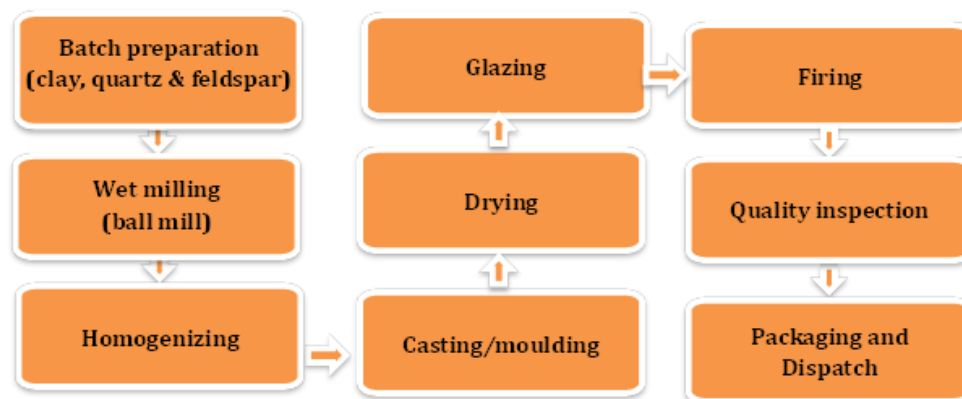 Batch preparation
(clay, quartz & feldspar)
Wet milling
(ball mill)
Homogenizing
Casting/moulding
Drying
Glazing
Firing
Quality inspection
Packaging and
Dispatch